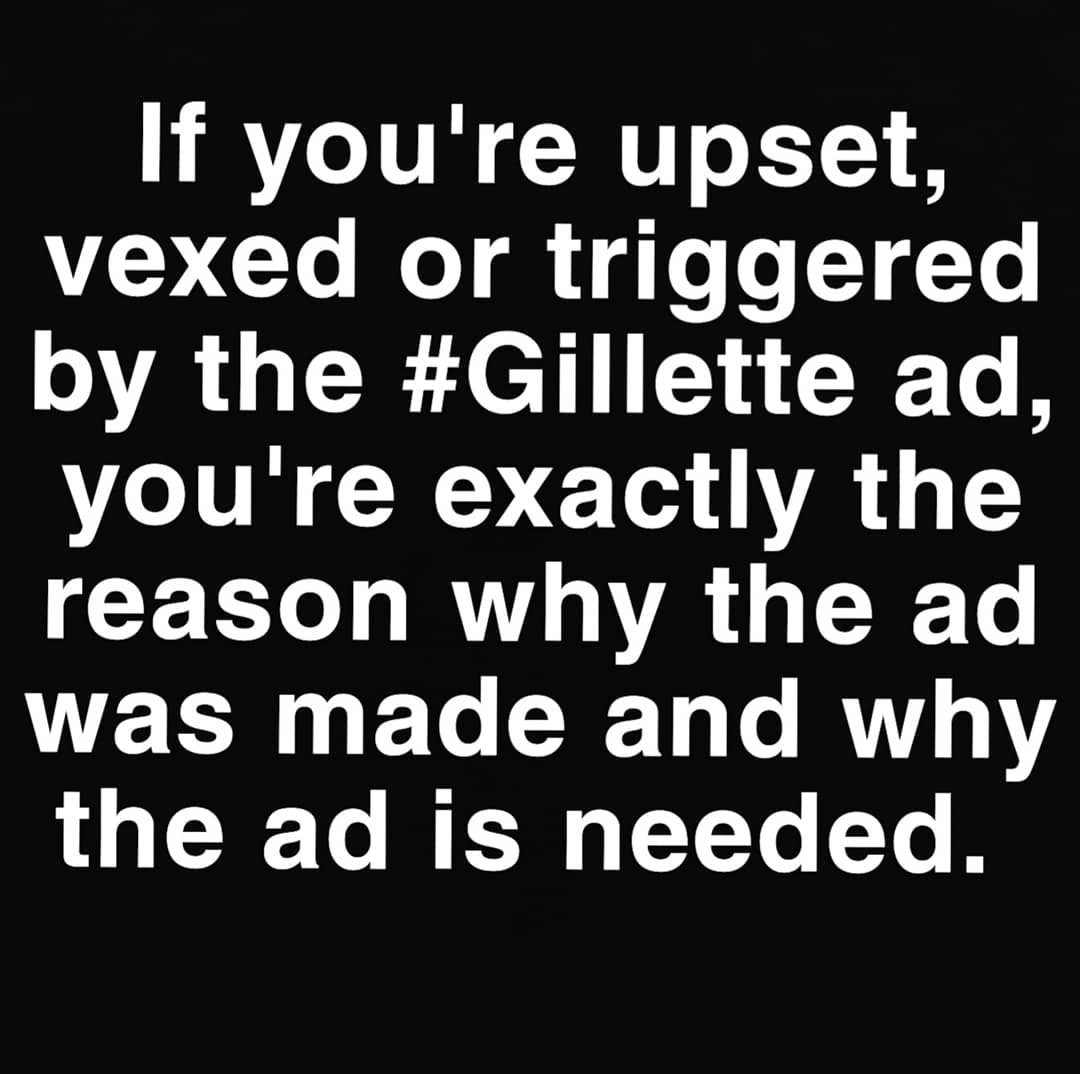 If you're upset,
vexed or triggered
by the #Gillette ad,
you're exactly the
reason why the ad
was made and why
the ad is needed.